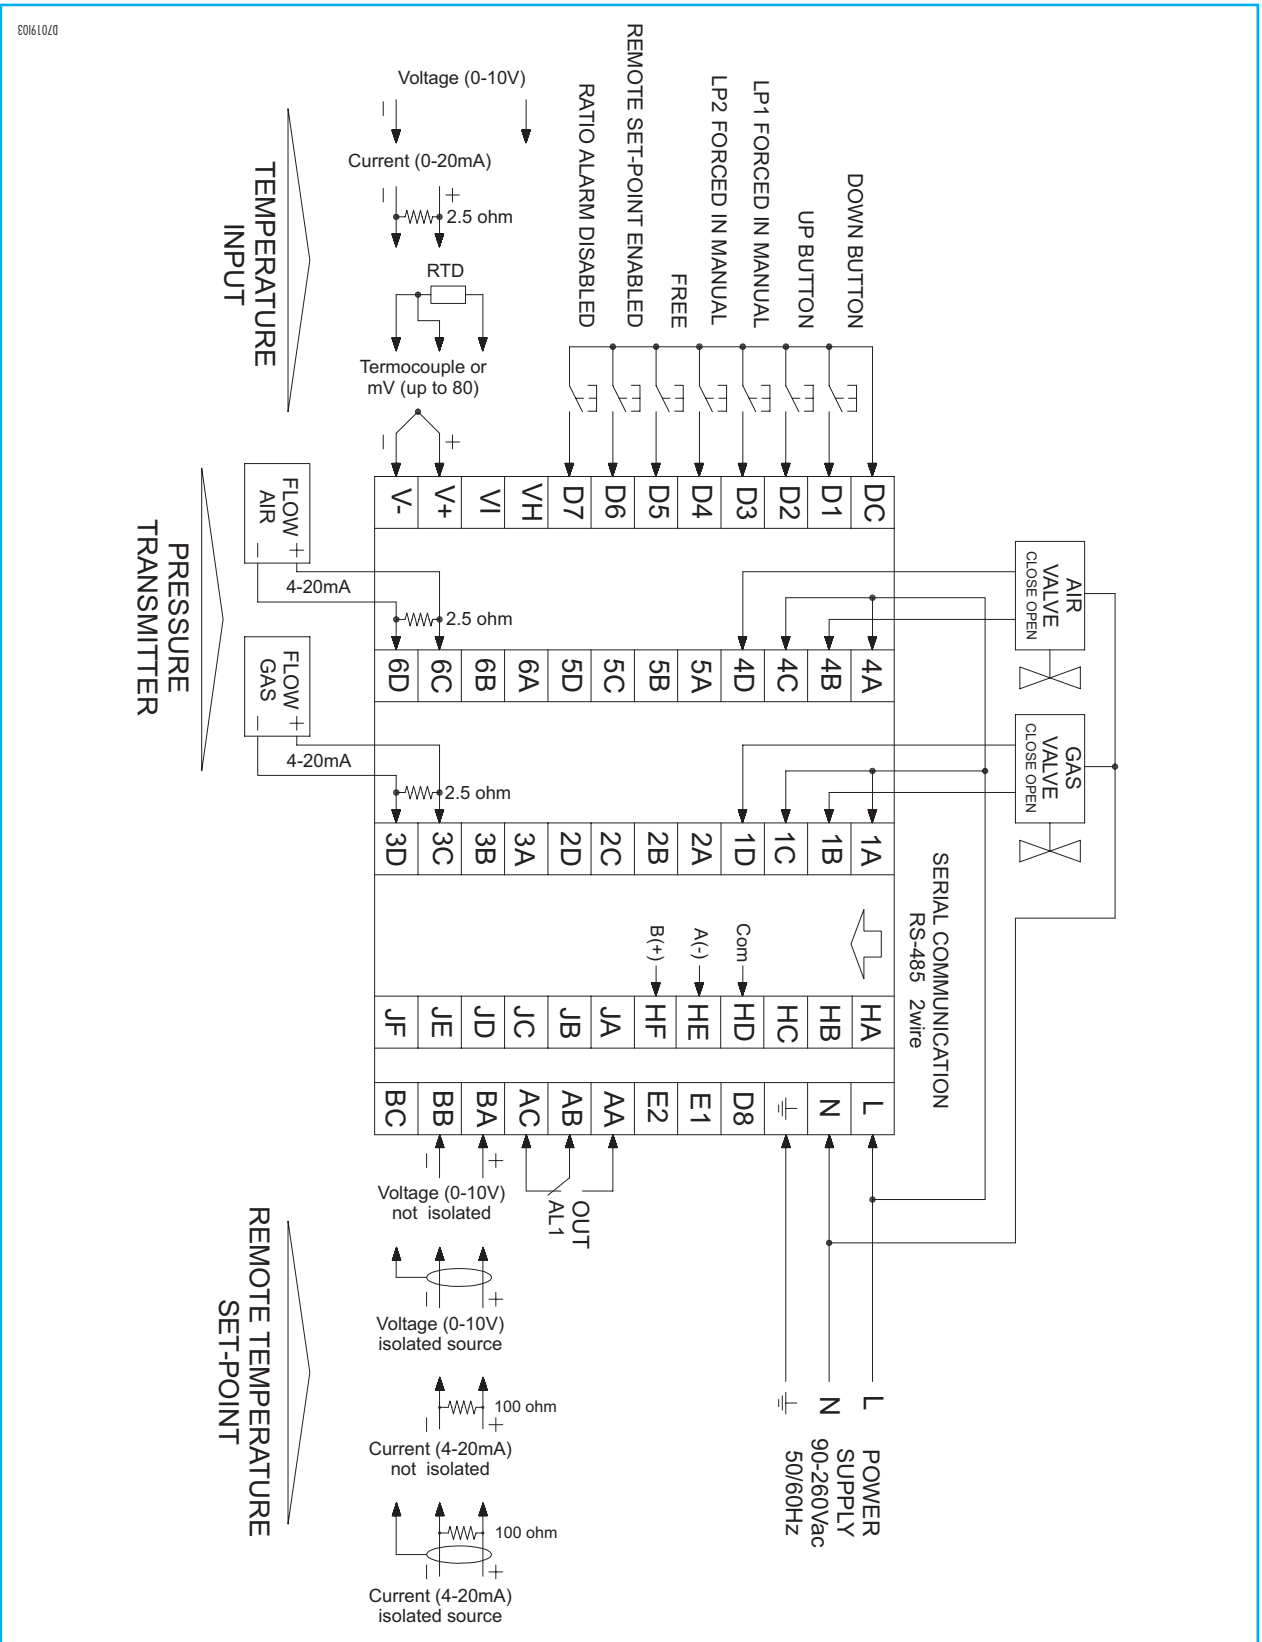 D7019I03
Voltage (0-10V)
−
Current (0-20mA)
− +
2.5 ohm
RTD
Termocouple or
mV (up to 80)
− +
TEMPERATURE
INPUT
RATIO ALARM DISABLED
REMOTE SET-POINT ENABLED
FREE
LP2 FORCED IN MANUAL
LP1 FORCED IN MANUAL
UP BUTTON
DOWN BUTTON
V- V+ VI VH D7 D6 D5 D4 D3 D2 D1 DC
FLOW
AIR
+ −
4-20mA
2.5 ohm
AIR
VALVE
CLOSE OPEN
PRESSURE
TRANSMITTER
6D 6C 6B 6A 5D 5C 5B 5A 4D 4C 4B 4A
FLOW
GAS
+ −
4-20mA
2.5 ohm
GAS
VALVE
CLOSE OPEN
3D 3C 3B 3A 2D 2C 2B 2A 1D 1C 1B 1A
SERIAL COMMUNICATION
RS-485 2wire
B(+)
A(-)
Com
JF JE JD JC JB JA HF HE HD HC HB HA
BC BB BA AC AB AA E2 E1 D8 N L
− +
Voltage (0-10V)
not isolated
OUT
AL1
− +
Voltage (0-10V)
isolated source
100 ohm
− +
Current (4-20mA)
not isolated
100 ohm
− +
Current (4-20mA)
isolated source
REMOTE TEMPERATURE
SET-POINT
L
N
POWER
SUPPLY
90-260Vac
50/60Hz